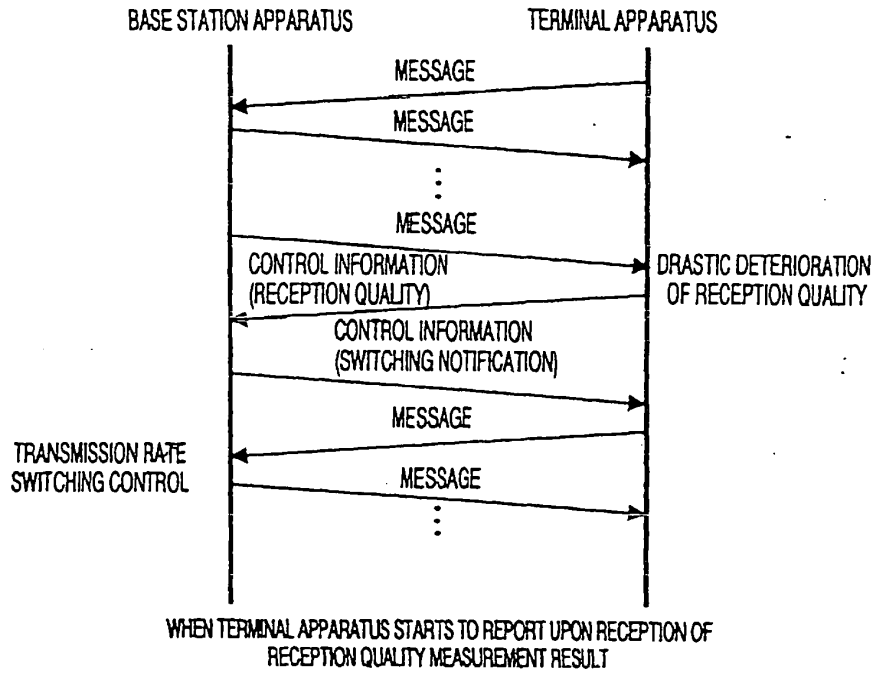 BASE STATION APPARATUS
TERMINAL APPARATUS
MESSAGE
MESSAGE
MESSAGE
CONTROL INFORMATION
(RECEPTION QUALITY)
DRASTIC DETERIORATION
OF RECEPTION QUALITY
CONTROL INFORMATION
(SWITCHING NOTIFICATION)
MESSAGE
TRANSMISSION RATE
SWITCHING CONTROL
MESSAGE
WHEN TERMINAL APPARATUS STARTS TO REPORT UPON RECEPTION OF
RECEPTION QUALITY MEASUREMENT RESULT